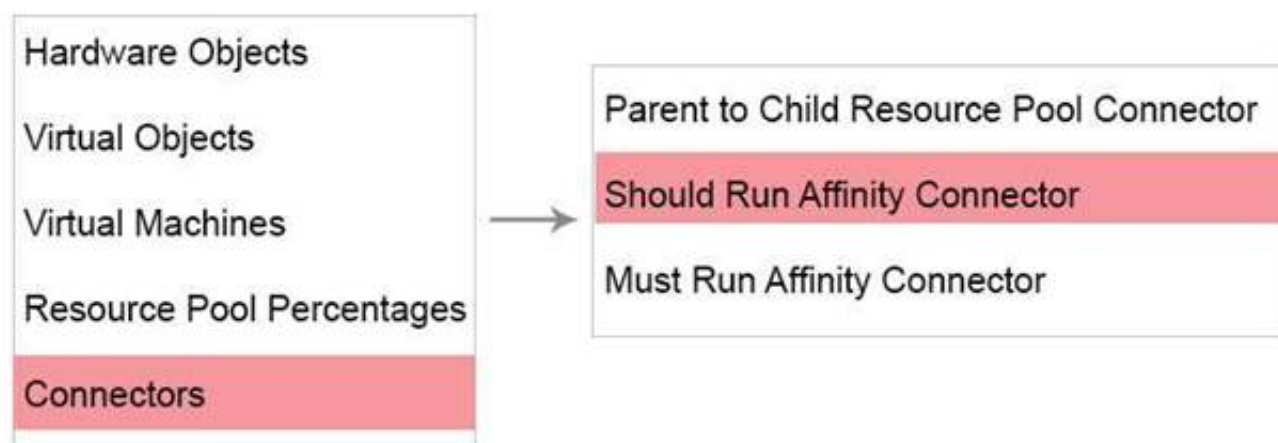 Hardware Objects
Virtual Objects
Virtual Machines
Resource Pool Percentages
Connectors
Parent to Child Resource Pool Connector
Should Run Affinity Connector
Must Run Affinity Connector